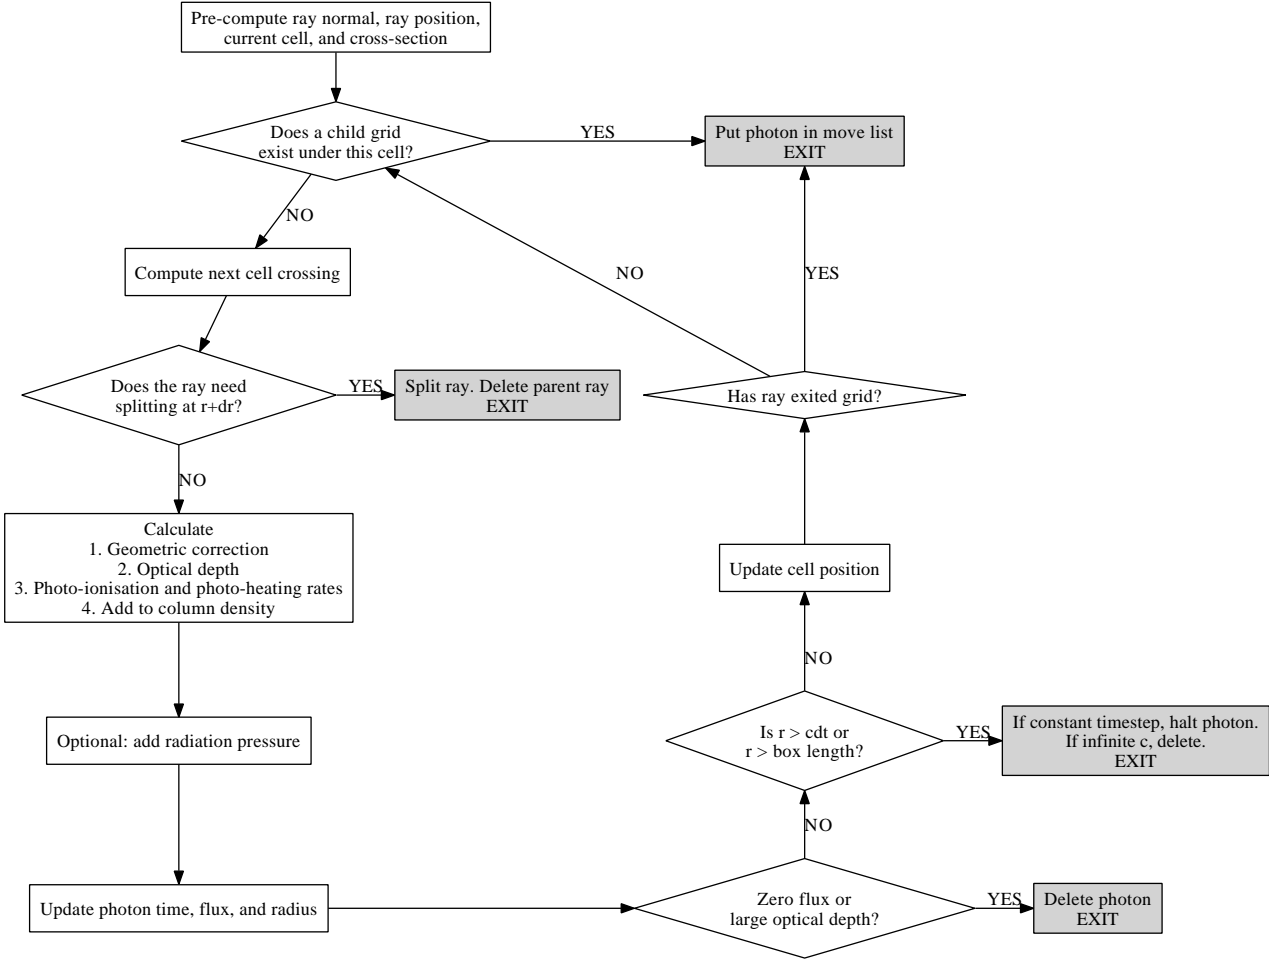 Pre-compute ray normal, ray position,
current cell, and cross-section
Does a child grid
exist under this cell?
YES
Put photon in move list
EXIT
NO
Compute next cell crossing
NO
YES
Does the ray need
splitting at r+dr?
YES
Split ray. Delete parent ray
EXIT
Has ray exited grid?
NO
Calculate
1. Geometric correction
2. Optical depth
3. Photo-ionisation and photo-heating rates
4. Add to column density
Update cell position
NO
Optional: add radiation pressure
Is r > cdt or
r > box length?
YES
If constant timestep, halt photon.
If infinite c, delete.
EXIT
NO
Update photon time, flux, and radius
Zero flux or
large optical depth?
YES
Delete photon
EXIT